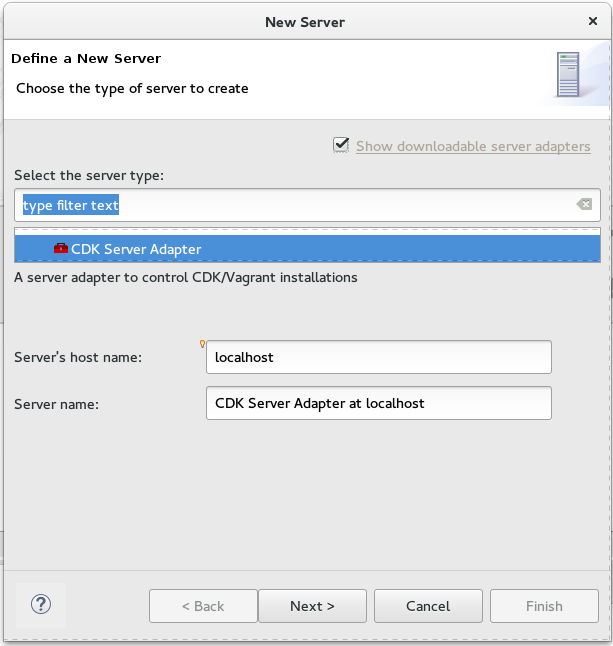 New Server
Define a New Server
Choose the type of server to create
Show downloadable server adapters
Select the server type:
type filter text
CDK Server Adapter
A server adapter to control CDK/Vagrant installations
Server's host name:
localhost
Server name:
CDK Server Adapter at localhost
?
< Back
Next >
Cancel
Finish